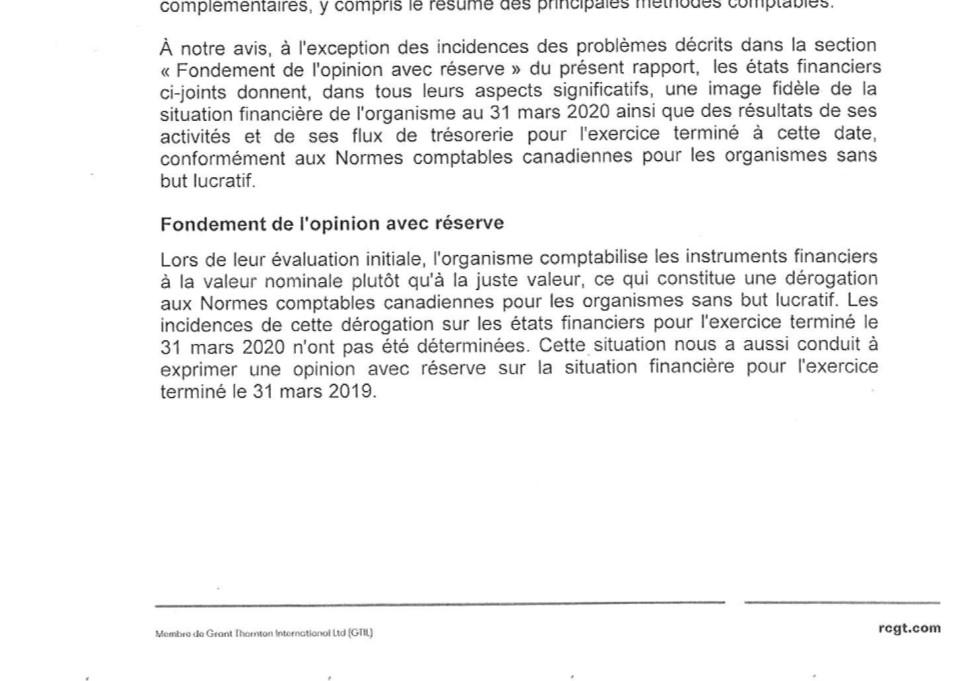 complémentaires, y compris le résumé des principales méthodes comptables.
À notre avis, à l'exception des incidences des problèmes décrits dans la section
« Fondement de l'opinion avec réserve » du présent rapport, les états financiers
ci-joints donnent, dans tous leurs aspects significatifs, une image fidèle de la
situation financière de l'organisme au 31 mars 2020 ainsi que des résultats de ses
activités et de ses flux de trésorerie pour l'exercice terminé à cette date,
conformément aux Normes comptables canadiennes pour les organismes sans
but lucratif.
Fondement de l'opinion avec réserve
Lors de leur évaluation initiale, l'organisme comptabilise les instruments financiers
à la valeur nominale plutôt qu'à la juste valeur, ce qui constitue une dérogation
aux Normes comptables canadiennes pour les organismes sans but lucratif. Les
incidences de cette dérogation sur les états financiers pour l'exercice terminé le
31 mars 2020 n'ont pas été déterminées. Cette situation nous a aussi conduit à
exprimer une opinion avec réserve sur la situation financière pour l'exercice
terminé le 31 mars 2019.
Membre de Grant Thornton International Ltd (GTIL)
rcgt.com